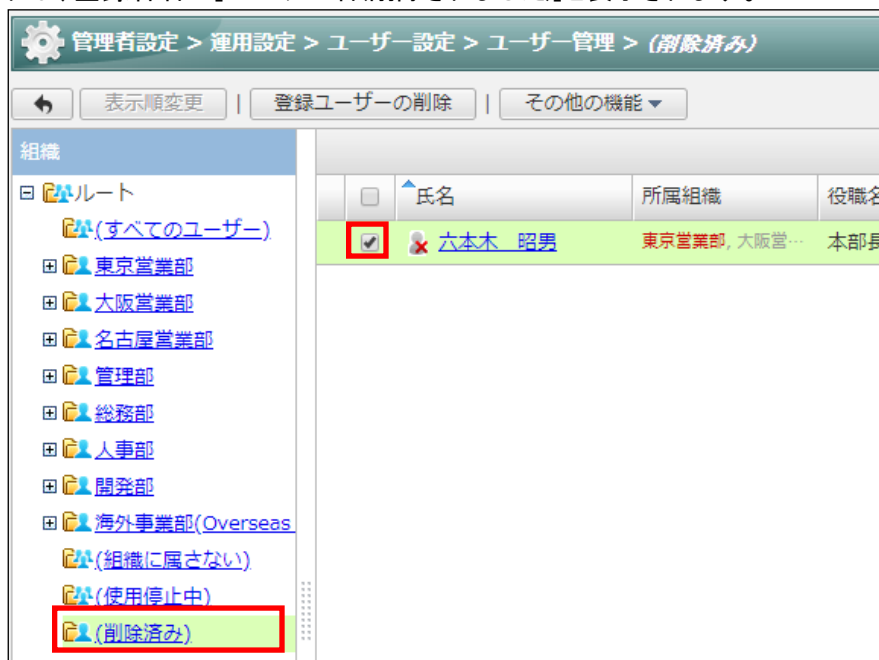 管理者設定 > 運用設定 > ユーザー設定 > ユーザー管理 > (削除済み)
表示順変更 | 登録ユーザーの削除 | その他の機能▼
組織
氏名 所属組織 役職名
六本木 昭男 東京営業部, 大阪営… 本部長
ルート
(すべてのユーザー)
東京営業部
大阪営業部
名古屋営業部
管理部
総務部
人事部
開発部
海外事業部(Overseas
(組織に属さない)
(使用停止中)
(削除済み)